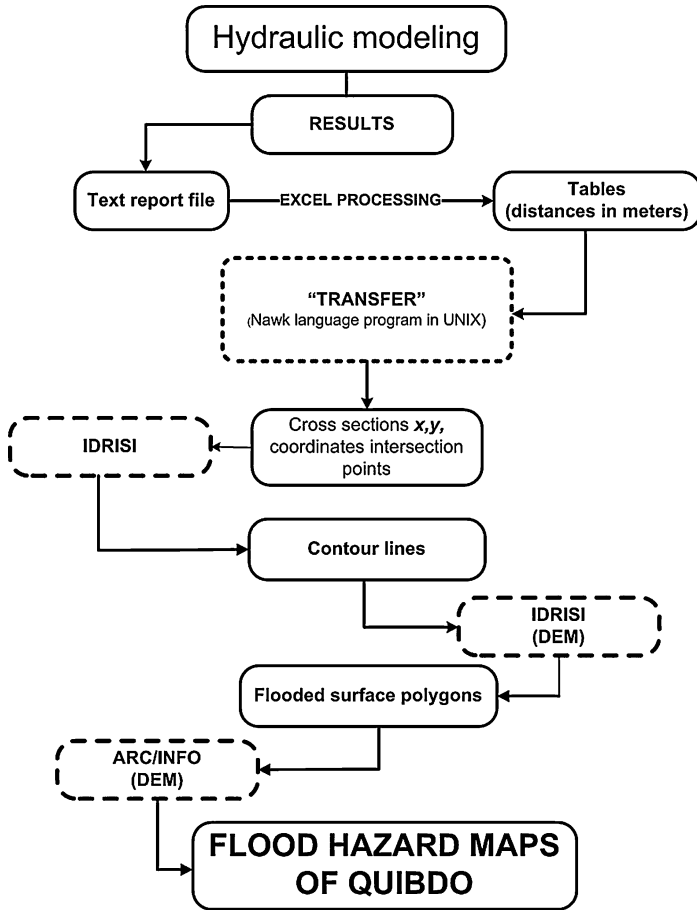 Hydraulic modeling
RESULTS
Text report file
EXCEL PROCESSING
Tables
(distances in meters)
“TRANSFER”
(Nawk language program in UNIX)
Cross sections x,y,
coordinates intersection
points
IDRISI
Contour lines
IDRISI
(DEM)
Flooded surface polygons
ARC/INFO
(DEM)
FLOOD HAZARD MAPS
OF QUIBDO